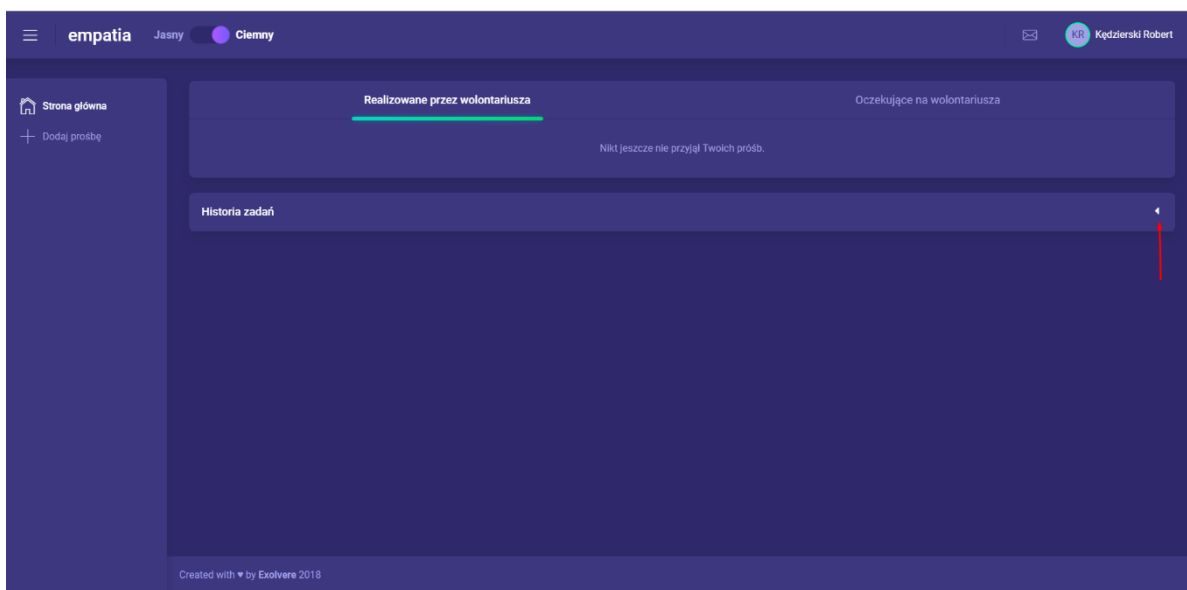 empatia Jasny Ciemny KR Kędzierski Robert
Strona główna
Dodaj prośbę
Realizowane przez wolontariusza Oczekujące na wolontariusza
Nikt jeszcze nie przyjął Twoich próśb.
Historia zadań
Created with ♥ by Exolvere 2018